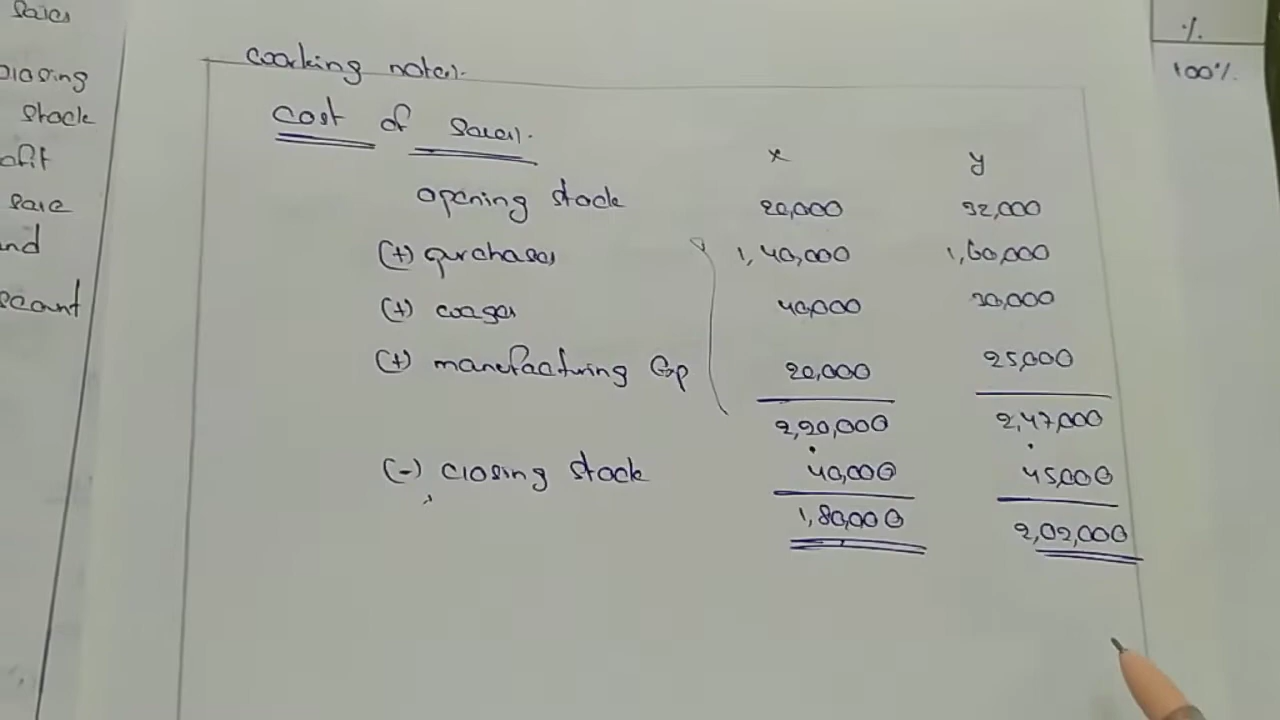 Sales
closing
stock
ofit
sale
and
scount
%
100%
working notes:-
cost of sales:-
x y
opening stock 20,000 32,000
(+) purchases 1,40,000 1,60,000
(+) wages 40,000 30,000
(+) manufacturing Exp 20,000 25,000
2,20,000 2,47,000
(-) closing stock 40,000 45,000
1,80,000 2,02,000